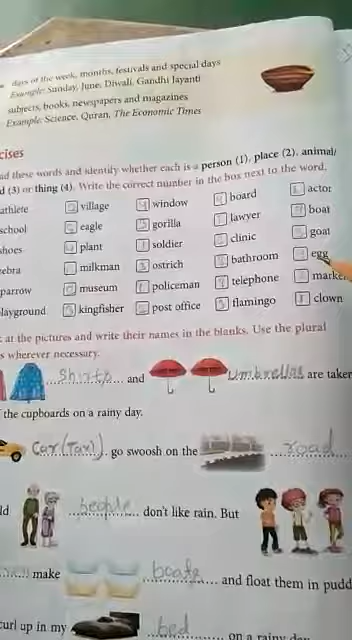 days of the week, months, festivals and special days
Example: Sunday, June, Diwali, Gandhi Jayanti
subjects, books, newspapers and magazines
Example: Science, Quran, The Economic Times
cises
ad these words and identify whether each is a person (1), place (2), animal/
d (3) or thing (4). Write the correct number in the box next to the word.
athlete village window board actor
school eagle gorilla lawyer boat
shoes plant soldier clinic goat
zebra milkman ostrich bathroom egg
parrow museum policeman telephone marke
layground kingfisher post office flamingo clown
at the pictures and write their names in the blanks. Use the plural
s wherever necessary.
Shirts and Umbrellas are taken
the cupboards on a rainy day.
Car (Taxi) go swoosh on the road
ld people don't like rain. But
make boats and float them in pudd
curl up in my bed on a rainy da